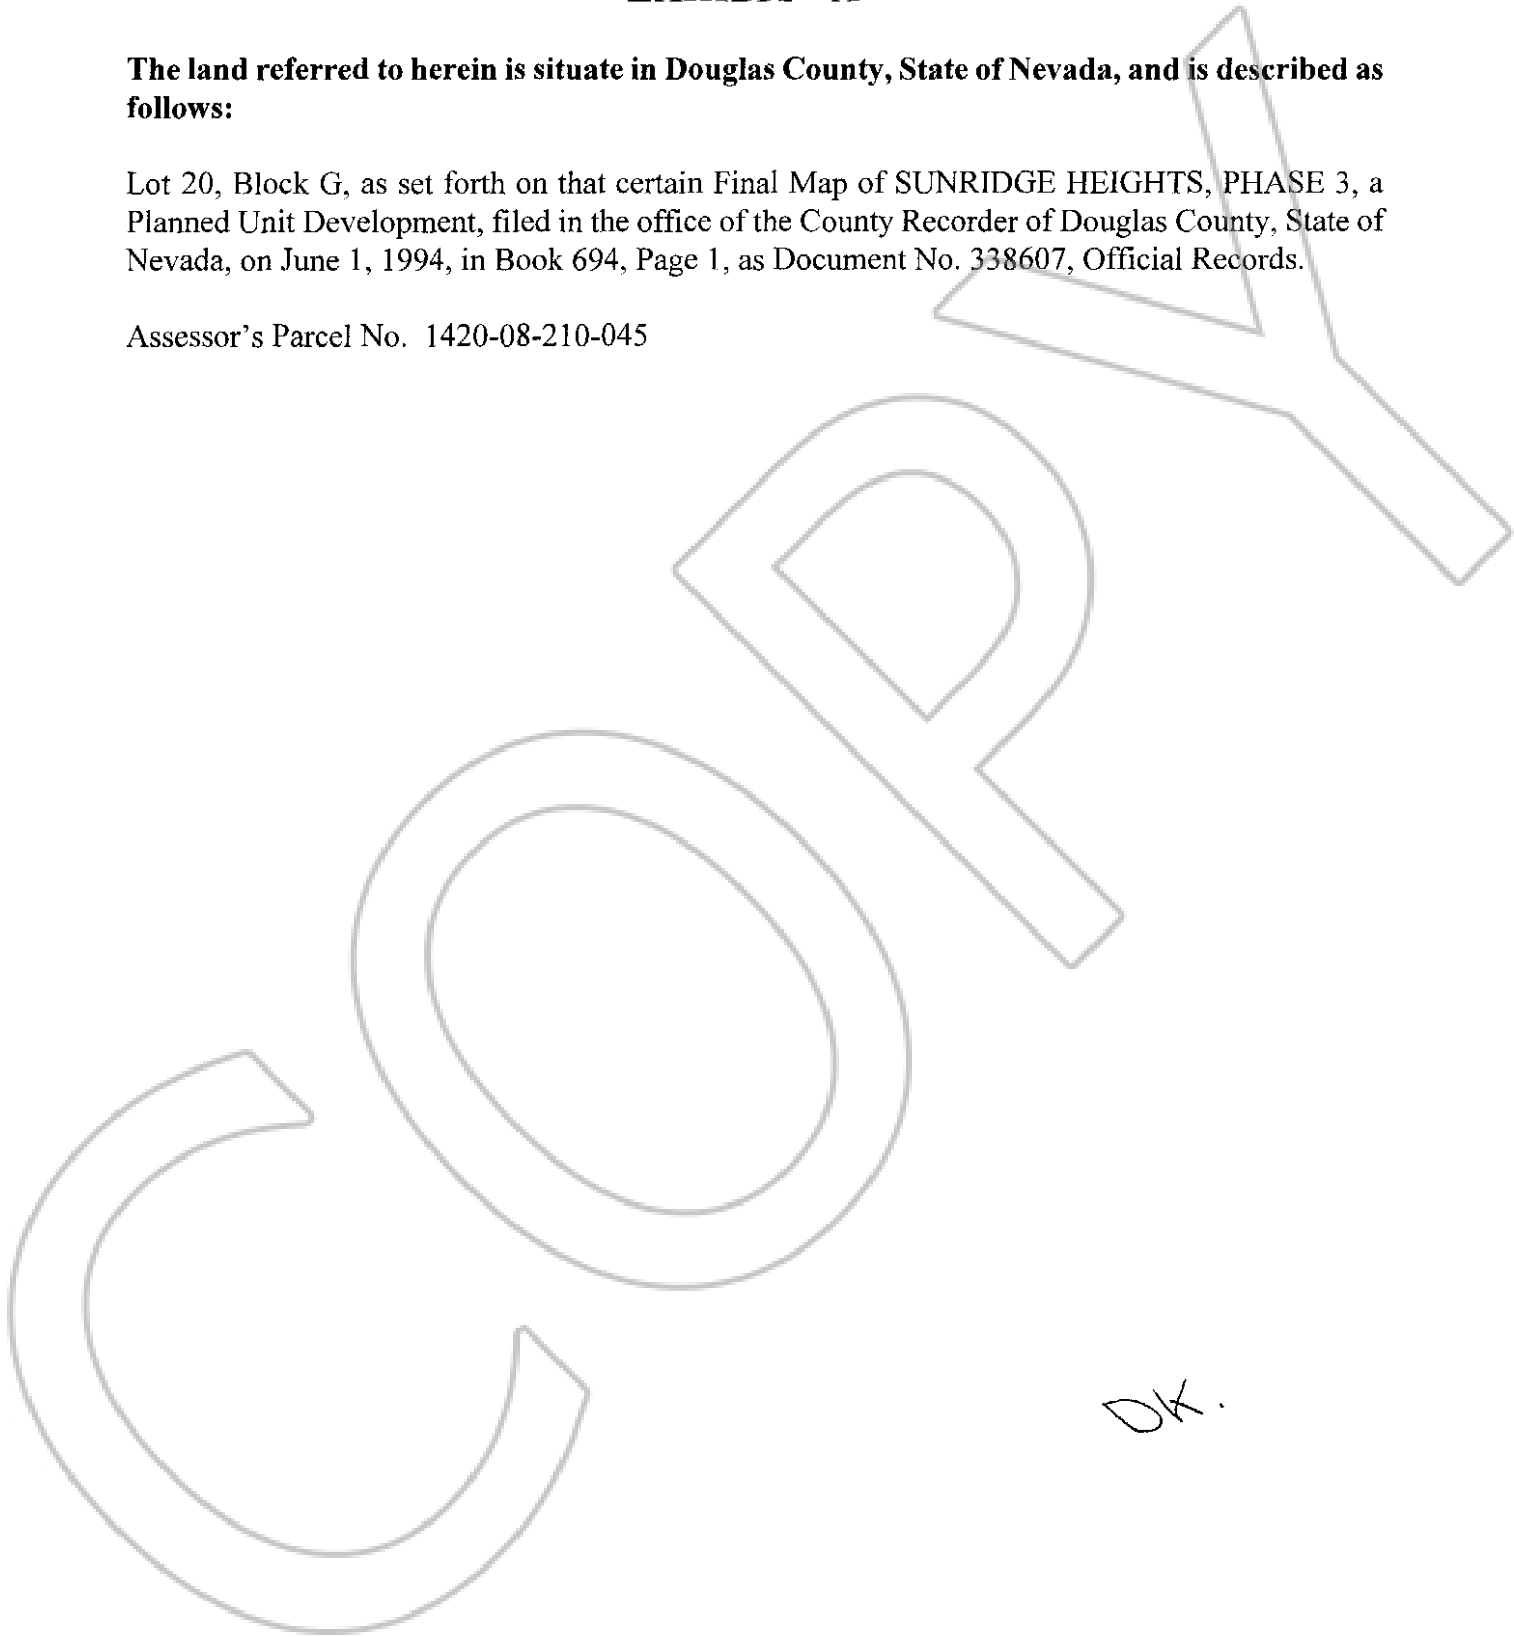 The land referred to herein is situate in Douglas County, State of Nevada, and is described as
follows:
Lot 20, Block G, as set forth on that certain Final Map of SUNRIDGE HEIGHTS, PHASE 3, a
Planned Unit Development, filed in the office of the County Recorder of Douglas County, State of
Nevada, on June 1, 1994, in Book 694, Page 1, as Document No. 338607, Official Records.
Assessor's Parcel No. 1420-08-210-045
COPY
OK.